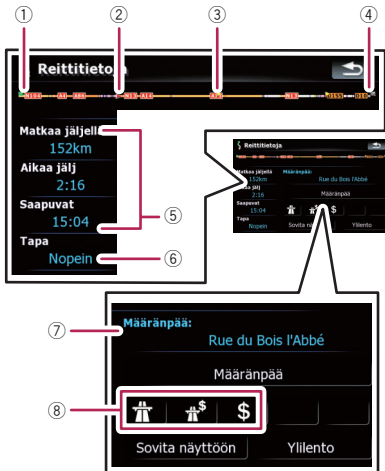 ① ② ③ ④
Reittitietoja
Matkaa jäljellä
152km
Aikaa jälj
2:16
Saapuvat
15:04
Tapa
Nopein
⑤
⑥
Reittitietoja
Matkaa jäljellä
152km
Aikaa jälj
2:16
Saapuvat
15:04
Tapa
Nopein
Määränpää:
Rue du Bois l'Abbé
Määränpää
$
$
Sovita näyttöön
Ylilento
⑦
Määränpää:
Rue du Bois l'Abbé
Määränpää
⑧
$
$
Sovita näyttöön
Ylilento